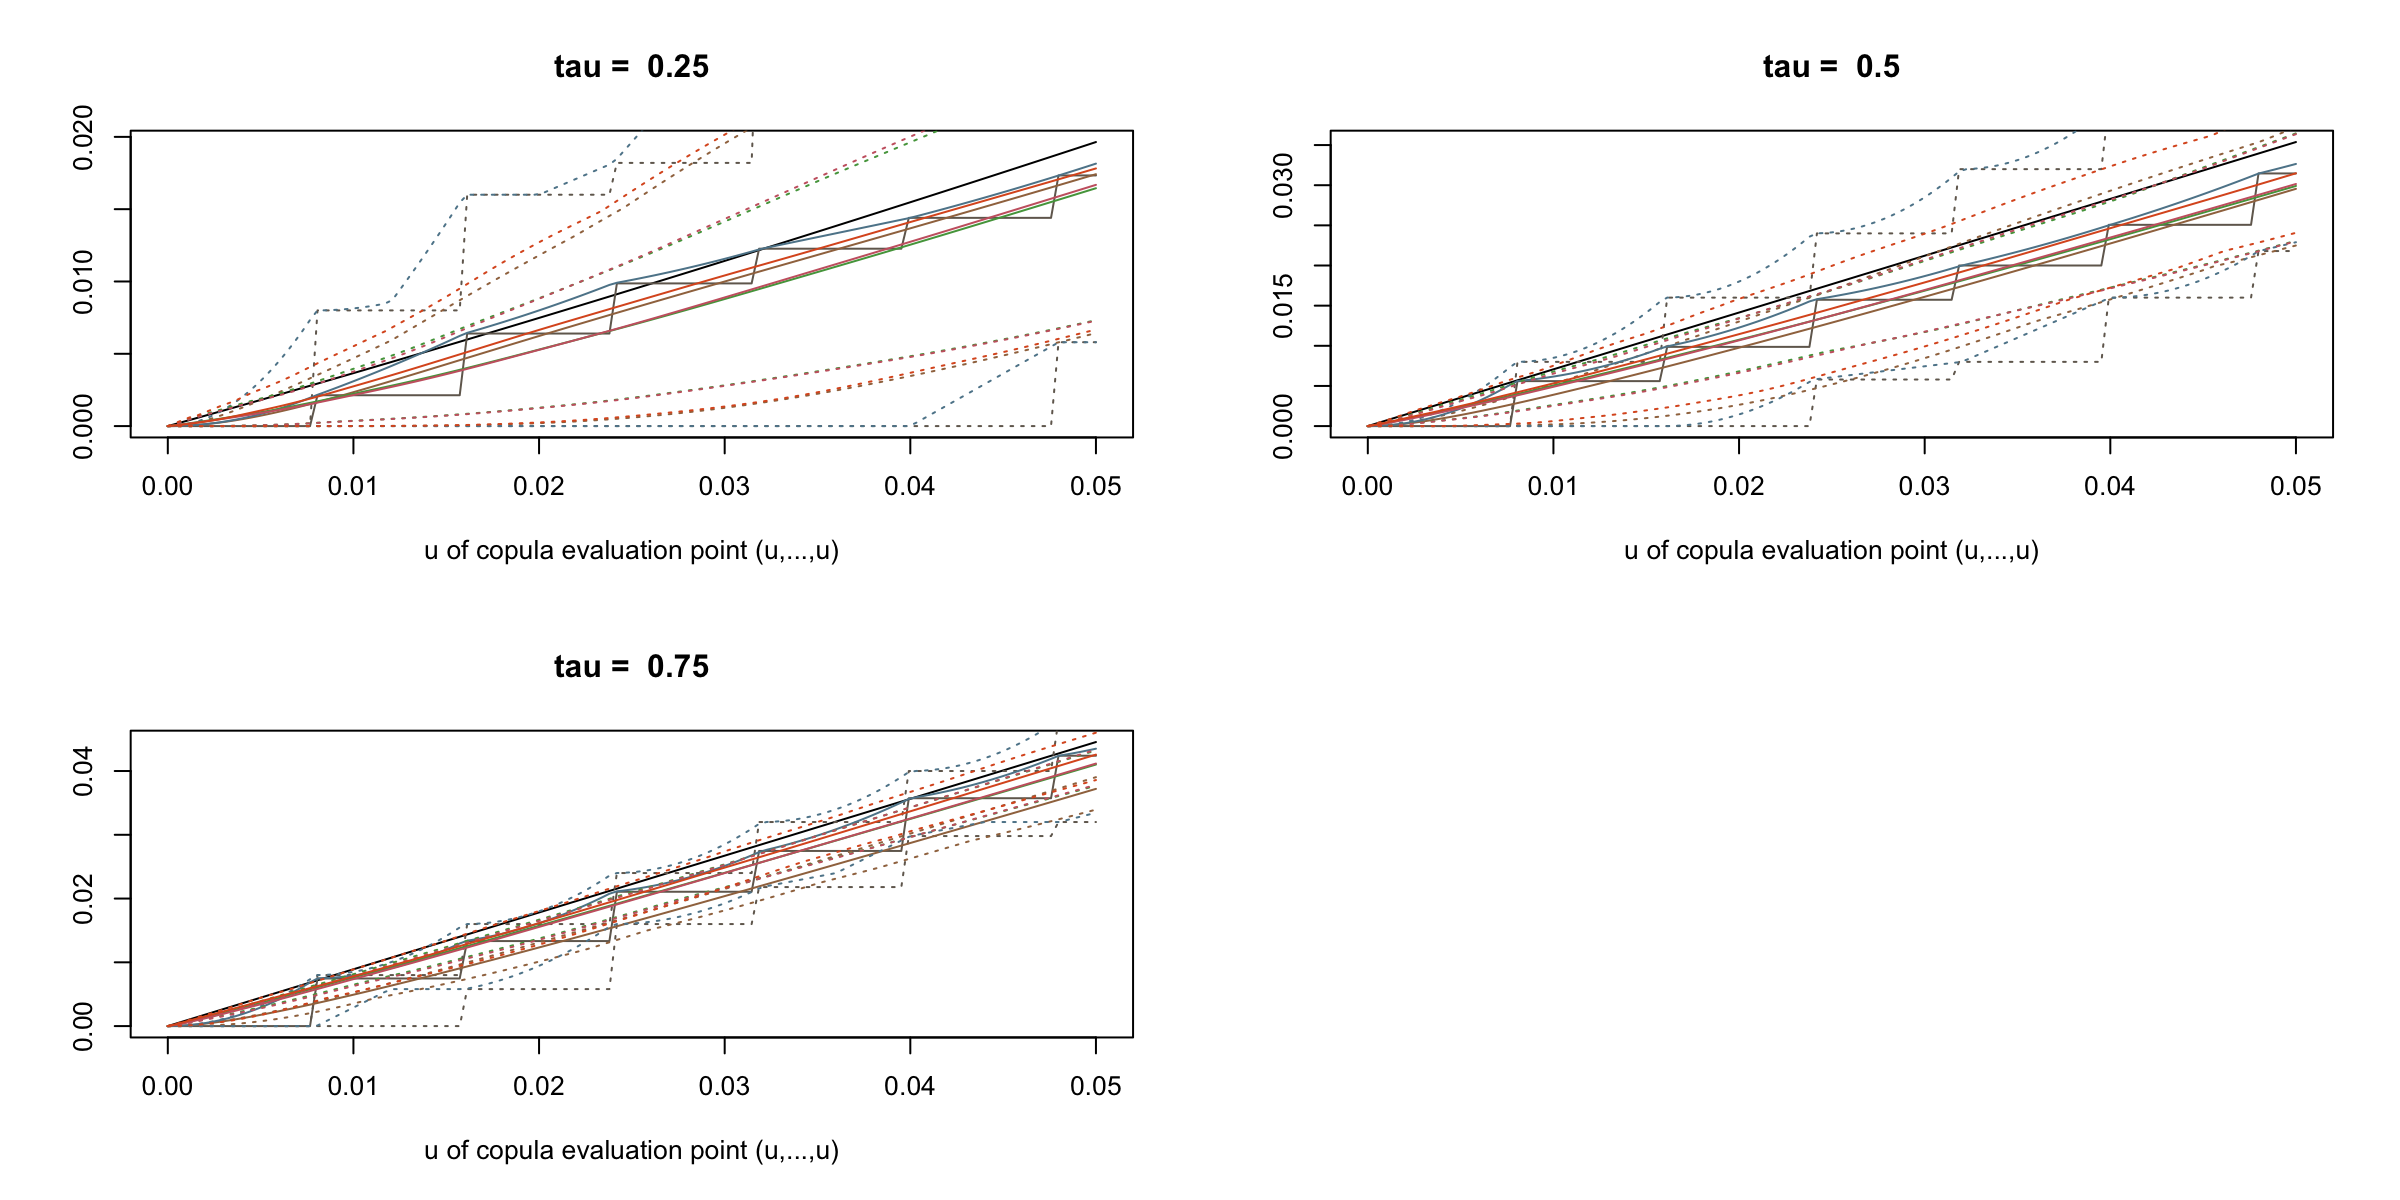 tau =  0.25
0.020
0.010
0.000
0.00 0.01 0.02 0.03 0.04 0.05
u of copula evaluation point (u,...,u)
tau =  0.5
0.030
0.015
0.000
0.00 0.01 0.02 0.03 0.04 0.05
u of copula evaluation point (u,...,u)
tau =  0.75
0.04
0.02
0.00
0.00 0.01 0.02 0.03 0.04 0.05
u of copula evaluation point (u,...,u)